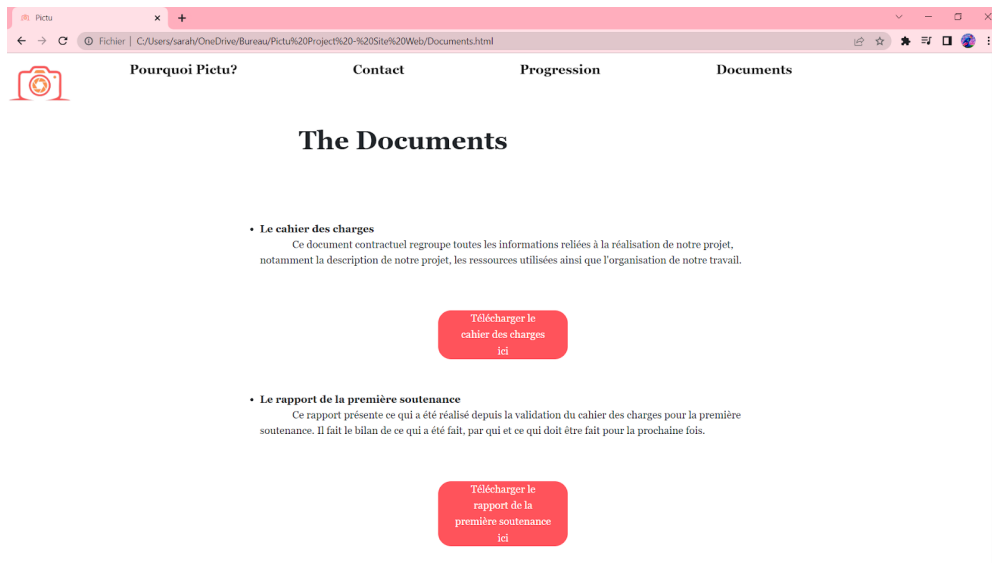 Pictu
Fichier | C:/Users/sarah/OneDrive/Bureau/Pictu%20Project%20-%20Site%20Web/Documents.html
Pourquoi Pictu? Contact Progression Documents
The Documents
• Le cahier des charges
Ce document contractuel regroupe toutes les informations reliées à la réalisation de notre projet,
notamment la description de notre projet, les ressources utilisées ainsi que l'organisation de notre travail.
Télécharger le
cahier des charges
ici
• Le rapport de la première soutenance
Ce rapport présente ce qui a été réalisé depuis la validation du cahier des charges pour la première
soutenance. Il fait le bilan de ce qui a été fait, par qui et ce qui doit être fait pour la prochaine fois.
Télécharger le
rapport de la
première soutenance
ici